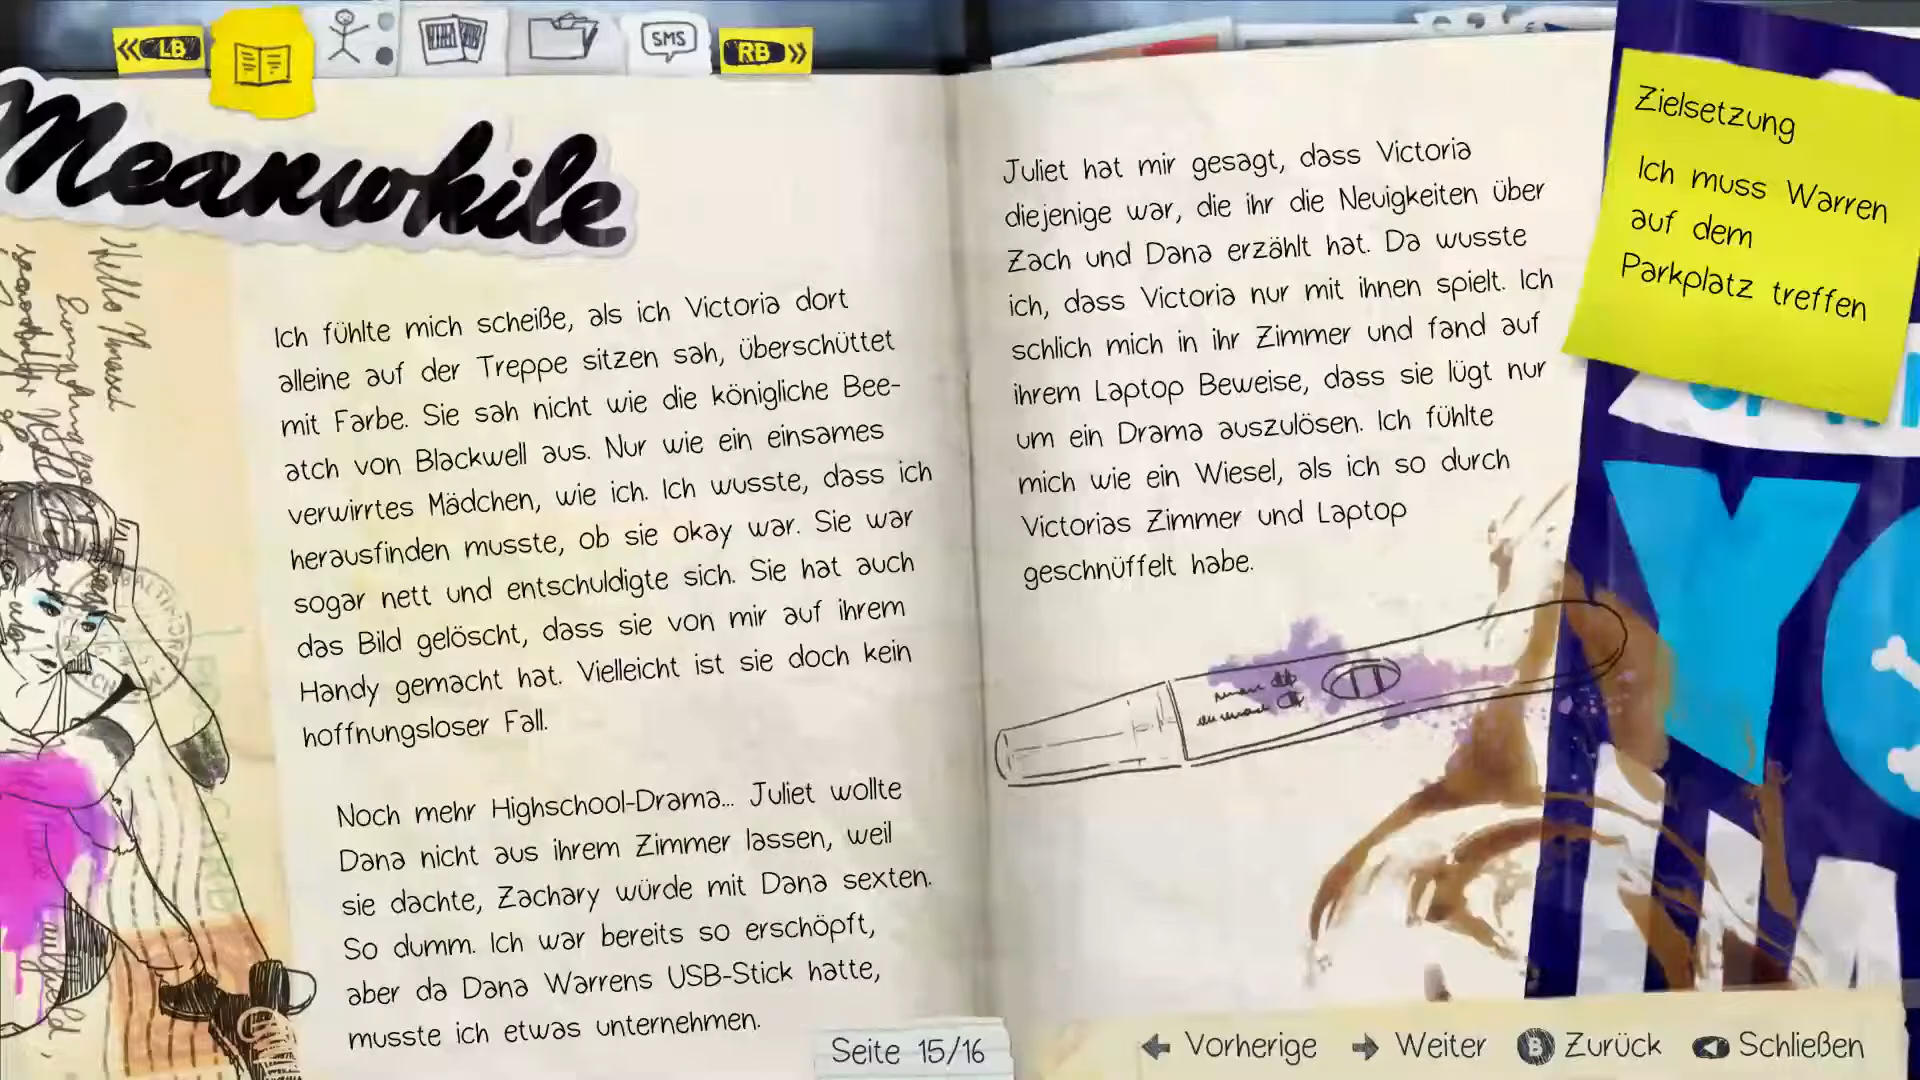 LB
SMS
RB
Meanwhile
Ich fühlte mich scheiße, als ich Victoria dort
alleine auf der Treppe sitzen sah, überschüttet
mit Farbe. Sie sah nicht wie die königliche Bee-
atch von Blackwell aus. Nur wie ein einsames
verwirrtes Mädchen, wie ich. Ich wusste, dass ich
herausfinden musste, ob sie okay war. Sie war
sogar nett und entschuldigte sich. Sie hat auch
das Bild gelöscht, dass sie von mir auf ihrem
Handy gemacht hat. Vielleicht ist sie doch kein
hoffnungsloser Fall.
Noch mehr Highschool-Drama... Juliet wollte
Dana nicht aus ihrem Zimmer lassen, weil
sie dachte, Zachary würde mit Dana sexten.
So dumm. Ich war bereits so erschöpft,
aber da Dana Warrens USB-Stick hatte,
musste ich etwas unternehmen.
Juliet hat mir gesagt, dass Victoria
diejenige war, die ihr die Neuigkeiten über
Zach und Dana erzählt hat. Da wusste
ich, dass Victoria nur mit ihnen spielt. Ich
schlich mich in ihr Zimmer und fand auf
ihrem Laptop Beweise, dass sie lügt nur
um ein Drama auszulösen. Ich fühlte
mich wie ein Wiesel, als ich so durch
Victorias Zimmer und Laptop
geschnüffelt habe.
Zielsetzung
Ich muss Warren
auf dem
Parkplatz treffen
Seite 15/16
Vorherige
Weiter
B Zurück
Schließen